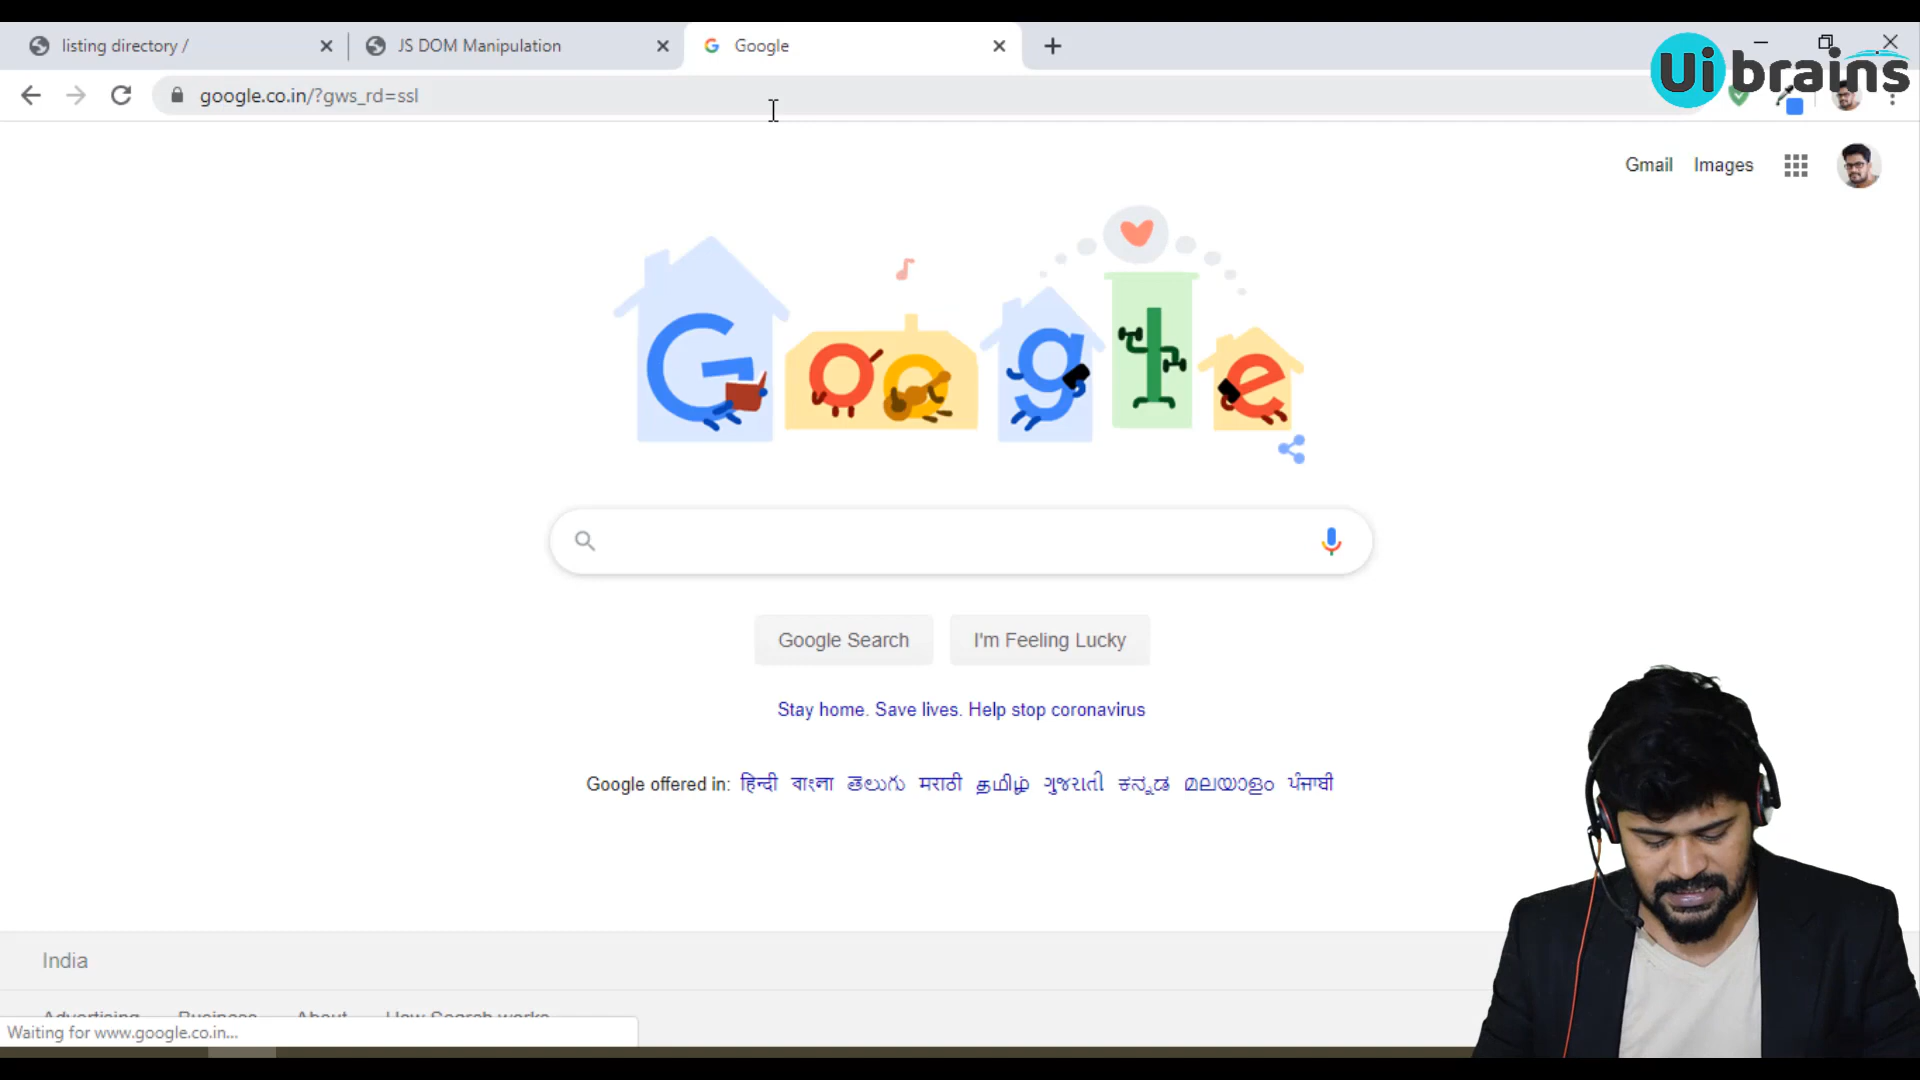 listing directory /
JS DOM Manipulation
Google
Ui brains
google.co.in/?gws_rd=ssl
Gmail Images
Google
Google Search
I'm Feeling Lucky
Stay home. Save lives. Help stop coronavirus
Google offered in: हिन्दी বাংলা తెలుగు मराठी தமிழ் ગુજરાતી ಕನ್ನಡ മലയാളം ਪੰਜਾਬੀ
India
Advertising Business About How Search works
Waiting for www.google.co.in...